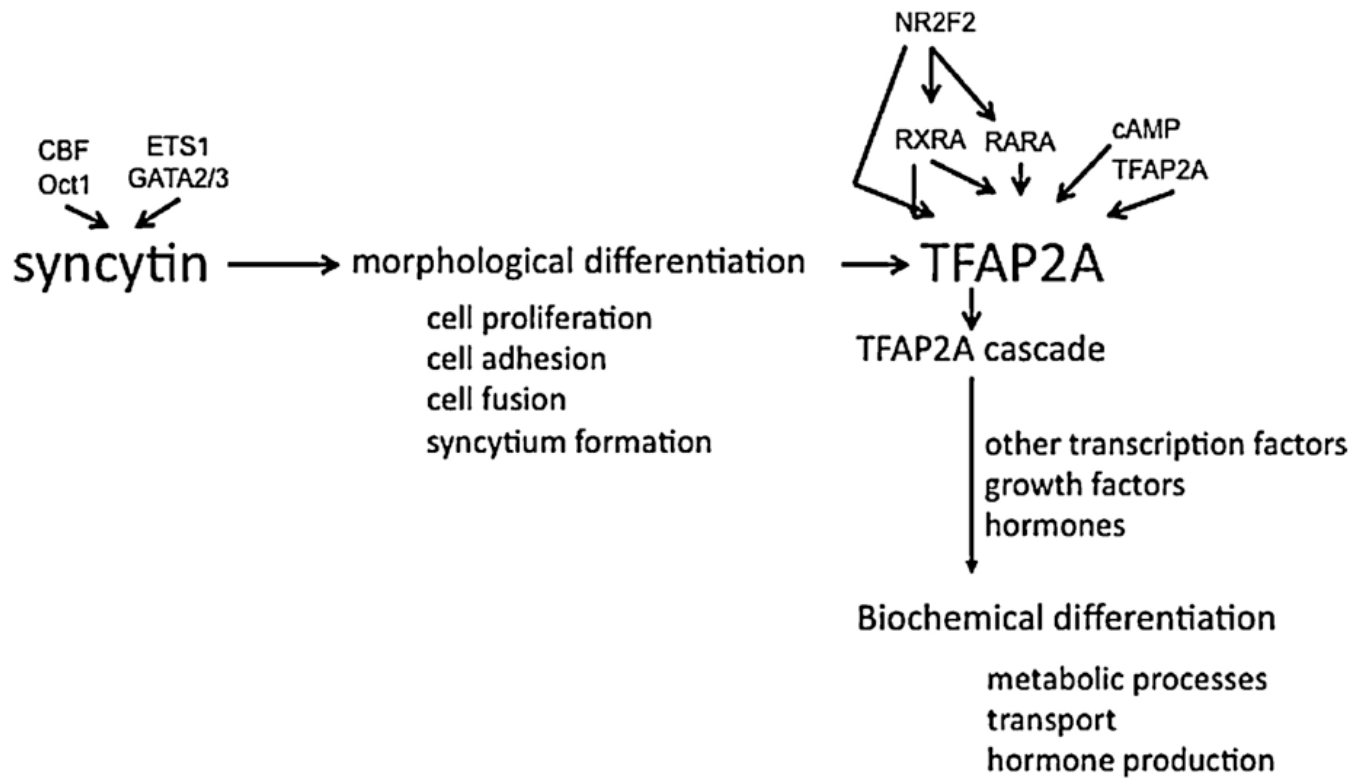 NR2F2
CBF
Oct1
ETS1
GATA2/3
RXRA
RARA
cAMP
TFAP2A
syncytin
morphological differentiation
TFAP2A
cell proliferation
cell adhesion
cell fusion
syncytium formation
TFAP2A cascade
other transcription factors
growth factors
hormones
Biochemical differentiation
metabolic processes
transport
hormone production